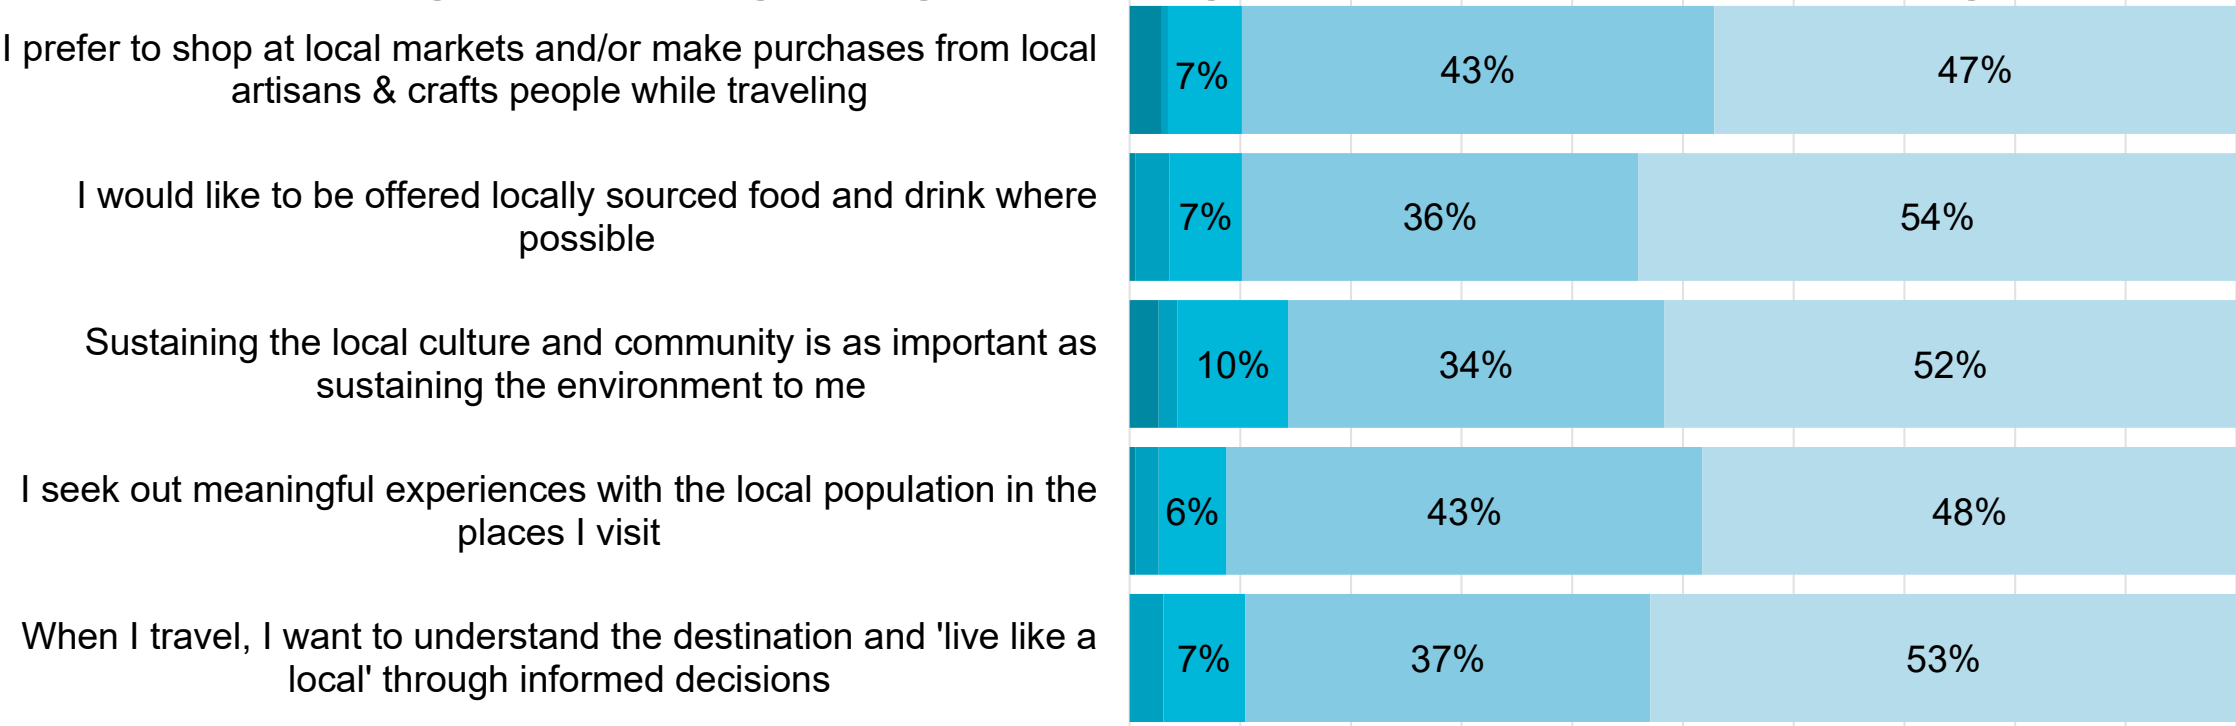 I prefer to shop at local markets and/or make purchases from local
artisans & crafts people while traveling
7% 43% 47%
I would like to be offered locally sourced food and drink where
possible
7% 36% 54%
Sustaining the local culture and community is as important as
sustaining the environment to me
10% 34% 52%
I seek out meaningful experiences with the local population in the
places I visit
6% 43% 48%
When I travel, I want to understand the destination and 'live like a
local' through informed decisions
7% 37% 53%